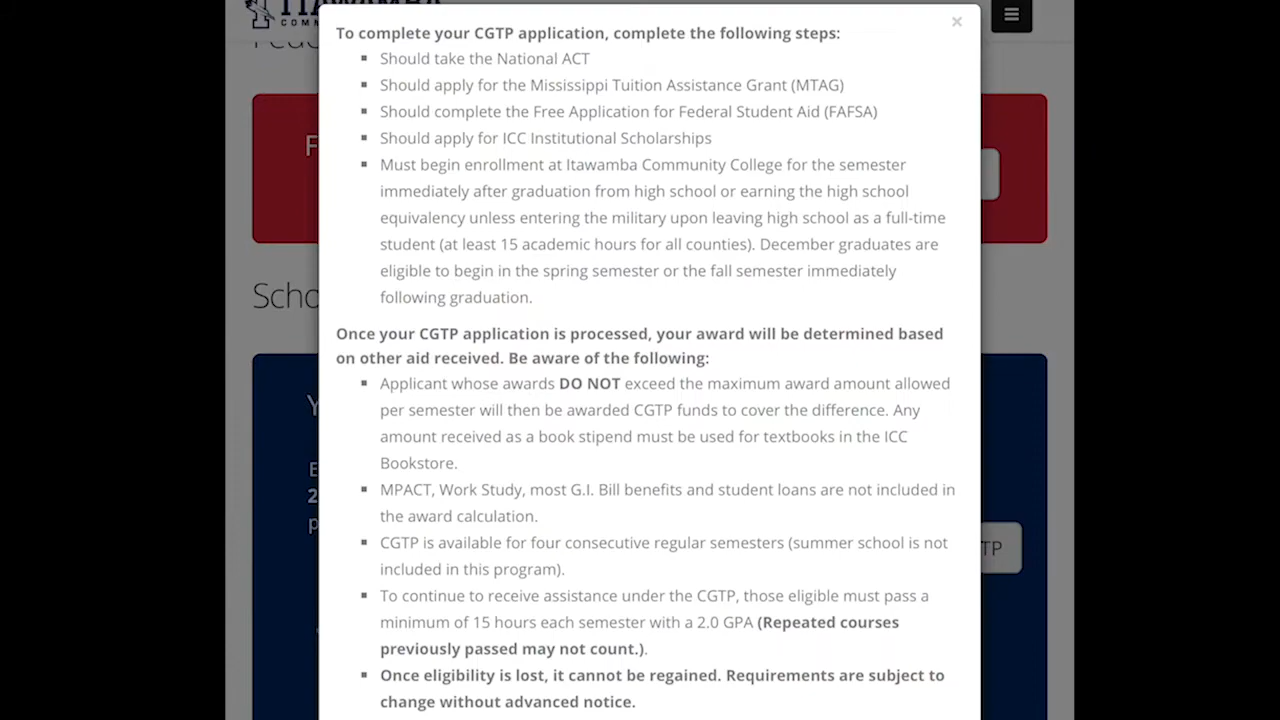 ITAWAMBA
COMM
×
To complete your CGTP application, complete the following steps:
Should take the National ACT
Should apply for the Mississippi Tuition Assistance Grant (MTAG)
Should complete the Free Application for Federal Student Aid (FAFSA)
Should apply for ICC Institutional Scholarships
Must begin enrollment at Itawamba Community College for the semester
immediately after graduation from high school or earning the high school
equivalency unless entering the military upon leaving high school as a full-time
student (at least 15 academic hours for all counties). December graduates are
eligible to begin in the spring semester or the fall semester immediately
following graduation.
Scho
Once your CGTP application is processed, your award will be determined based
on other aid received. Be aware of the following:
Applicant whose awards DO NOT exceed the maximum award amount allowed
per semester will then be awarded CGTP funds to cover the difference. Any
amount received as a book stipend must be used for textbooks in the ICC
Bookstore.
MPACT, Work Study, most G.I. Bill benefits and student loans are not included in
the award calculation.
CGTP is available for four consecutive regular semesters (summer school is not
included in this program).
TP
To continue to receive assistance under the CGTP, those eligible must pass a
minimum of 15 hours each semester with a 2.0 GPA (Repeated courses
previously passed may not count.).
Once eligibility is lost, it cannot be regained. Requirements are subject to
change without advanced notice.